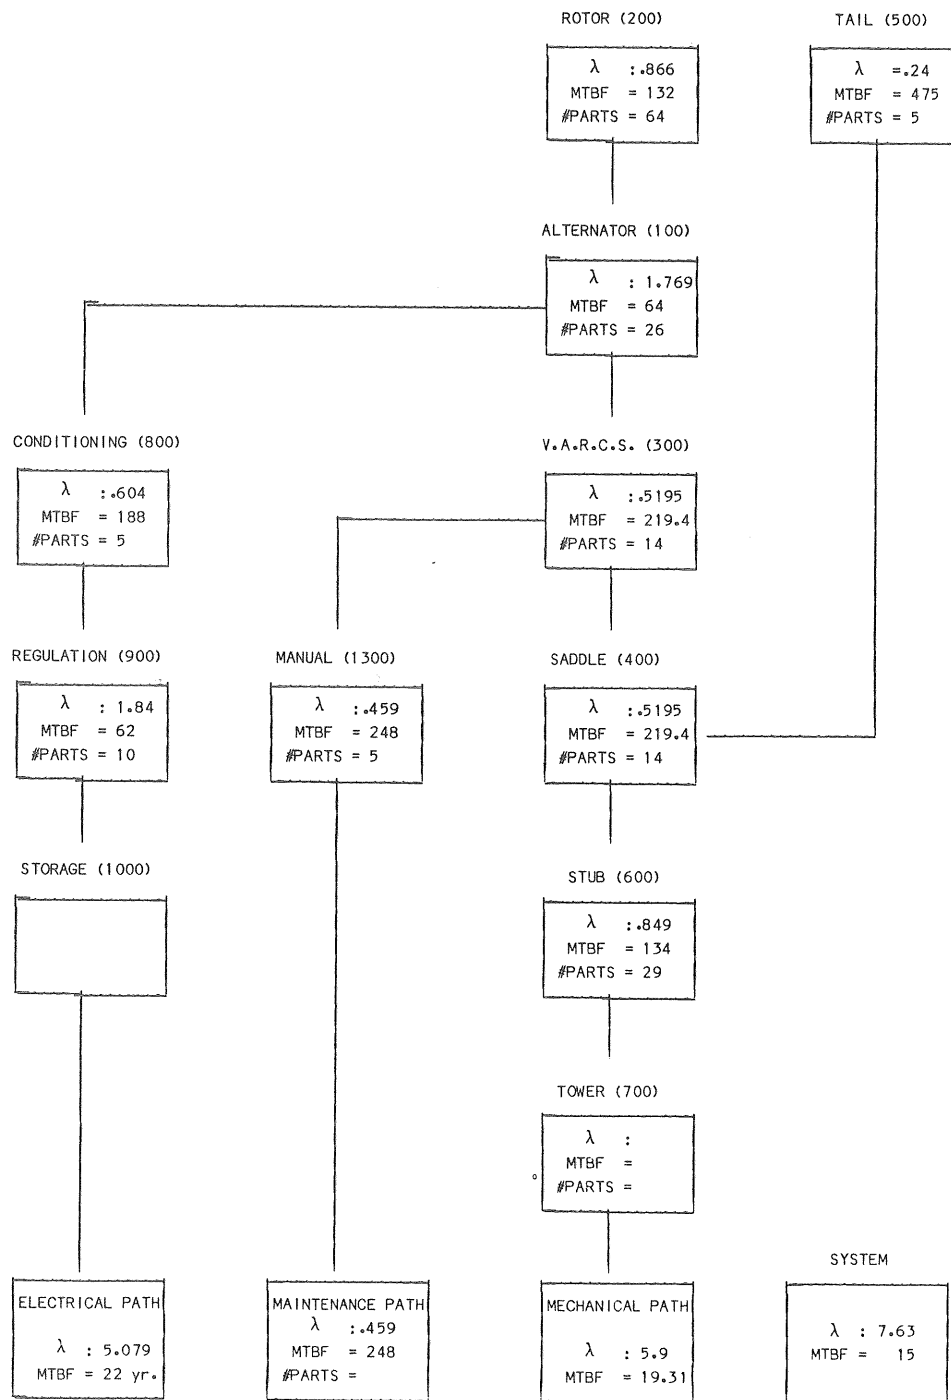 ROTOR (200)
λ :.866
MTBF = 132
#PARTS = 64
TAIL (500)
λ =.24
MTBF = 475
#PARTS = 5
ALTERNATOR (100)
λ : 1.769
MTBF = 64
#PARTS = 26
CONDITIONING (800)
λ :.604
MTBF = 188
#PARTS = 5
V.A.R.C.S. (300)
λ :.5195
MTBF = 219.4
#PARTS = 14
REGULATION (900)
λ : 1.84
MTBF = 62
#PARTS = 10
MANUAL (1300)
λ :.459
MTBF = 248
#PARTS = 5
SADDLE (400)
λ :.5195
MTBF = 219.4
#PARTS = 14
STORAGE (1000)
STUB (600)
λ :.849
MTBF = 134
#PARTS = 29
TOWER (700)
λ :
MTBF =
#PARTS =
ELECTRICAL PATH
λ : 5.079
MTBF = 22 yr.
MAINTENANCE PATH
λ :.459
MTBF = 248
#PARTS =
MECHANICAL PATH
λ : 5.9
MTBF = 19.31
SYSTEM
λ : 7.63
MTBF = 15